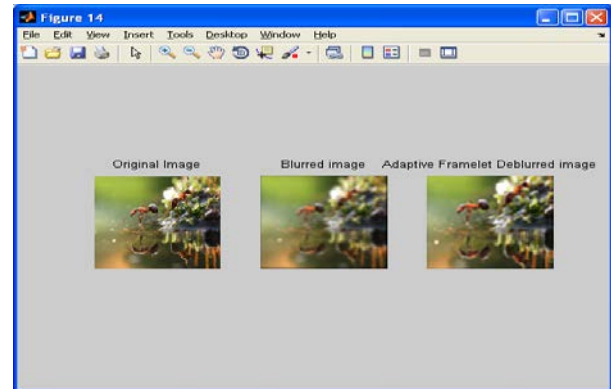 Figure 14
File Edit View Insert Tools Desktop Window Help
Original Image Blurred image Adaptive Framelet Deblurred image